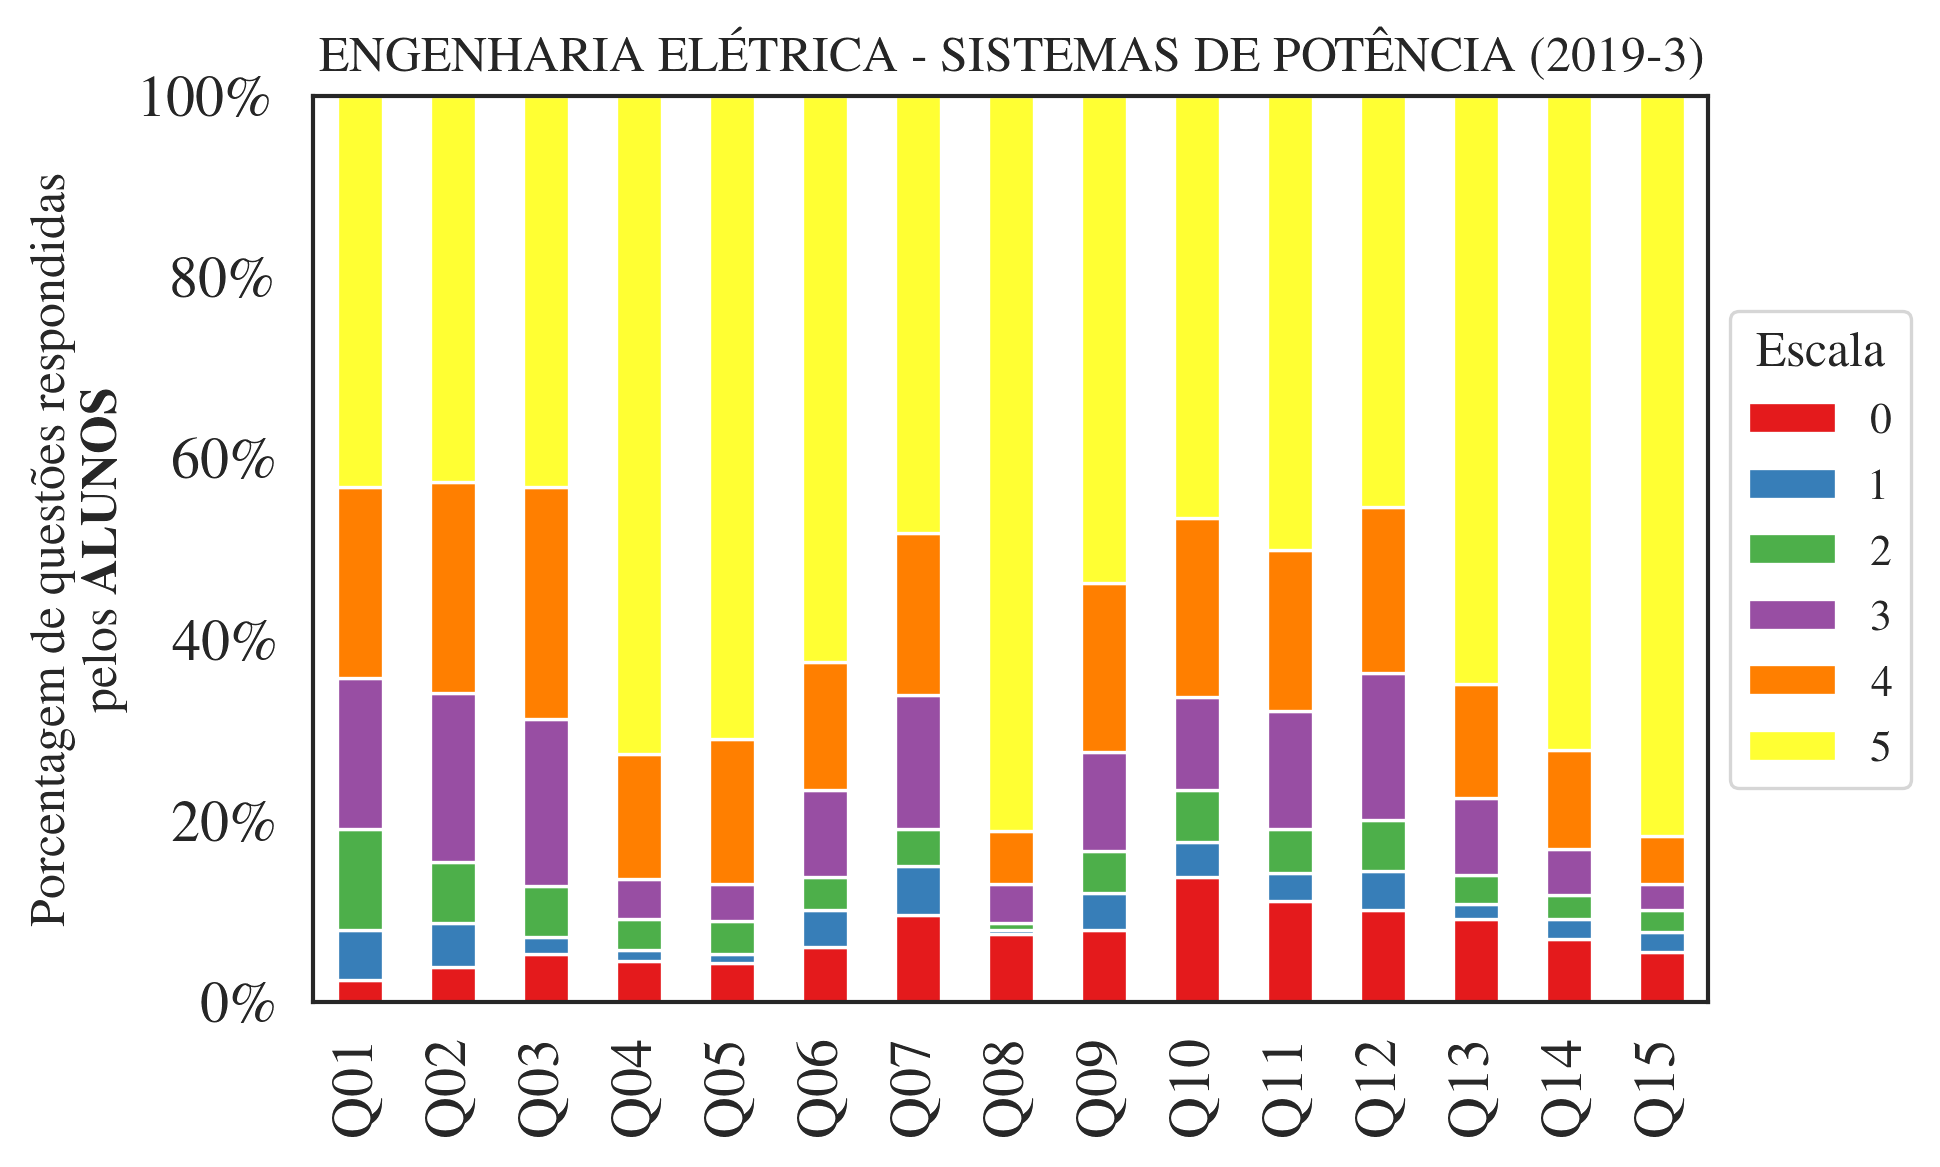 ENGENHARIA ELÉTRICA - SISTEMAS DE POTÊNCIA (2019-3)
Porcentagem de questões respondidas
pelos ALUNOS
100%
80%
60%
40%
20%
0%
Q01
Q02
Q03
Q04
Q05
Q06
Q07
Q08
Q09
Q10
Q11
Q12
Q13
Q14
Q15
Escala
0
1
2
3
4
5